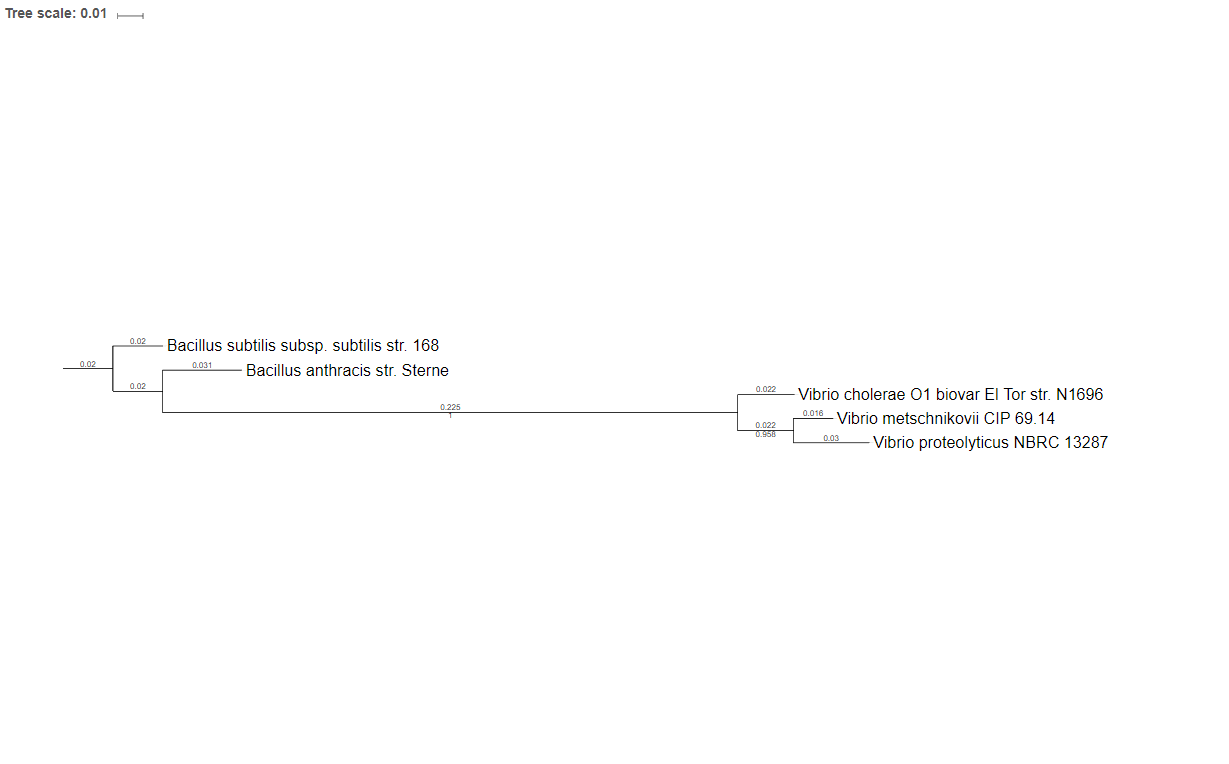 Tree scale: 0.01
0.02
Bacillus subtilis subsp. subtilis str. 168
0.02
0.031
Bacillus anthracis str. Sterne
0.02
0.225
1
0.022
Vibrio cholerae O1 biovar El Tor str. N1696
0.016
Vibrio metschnikovii CIP 69.14
0.022
0.958
0.03
Vibrio proteolyticus NBRC 13287